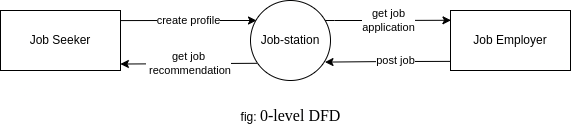 Job Seeker
create profile
get job
recommendation
Job-station
get job
application
post job
Job Employer
fig: 0-level DFD